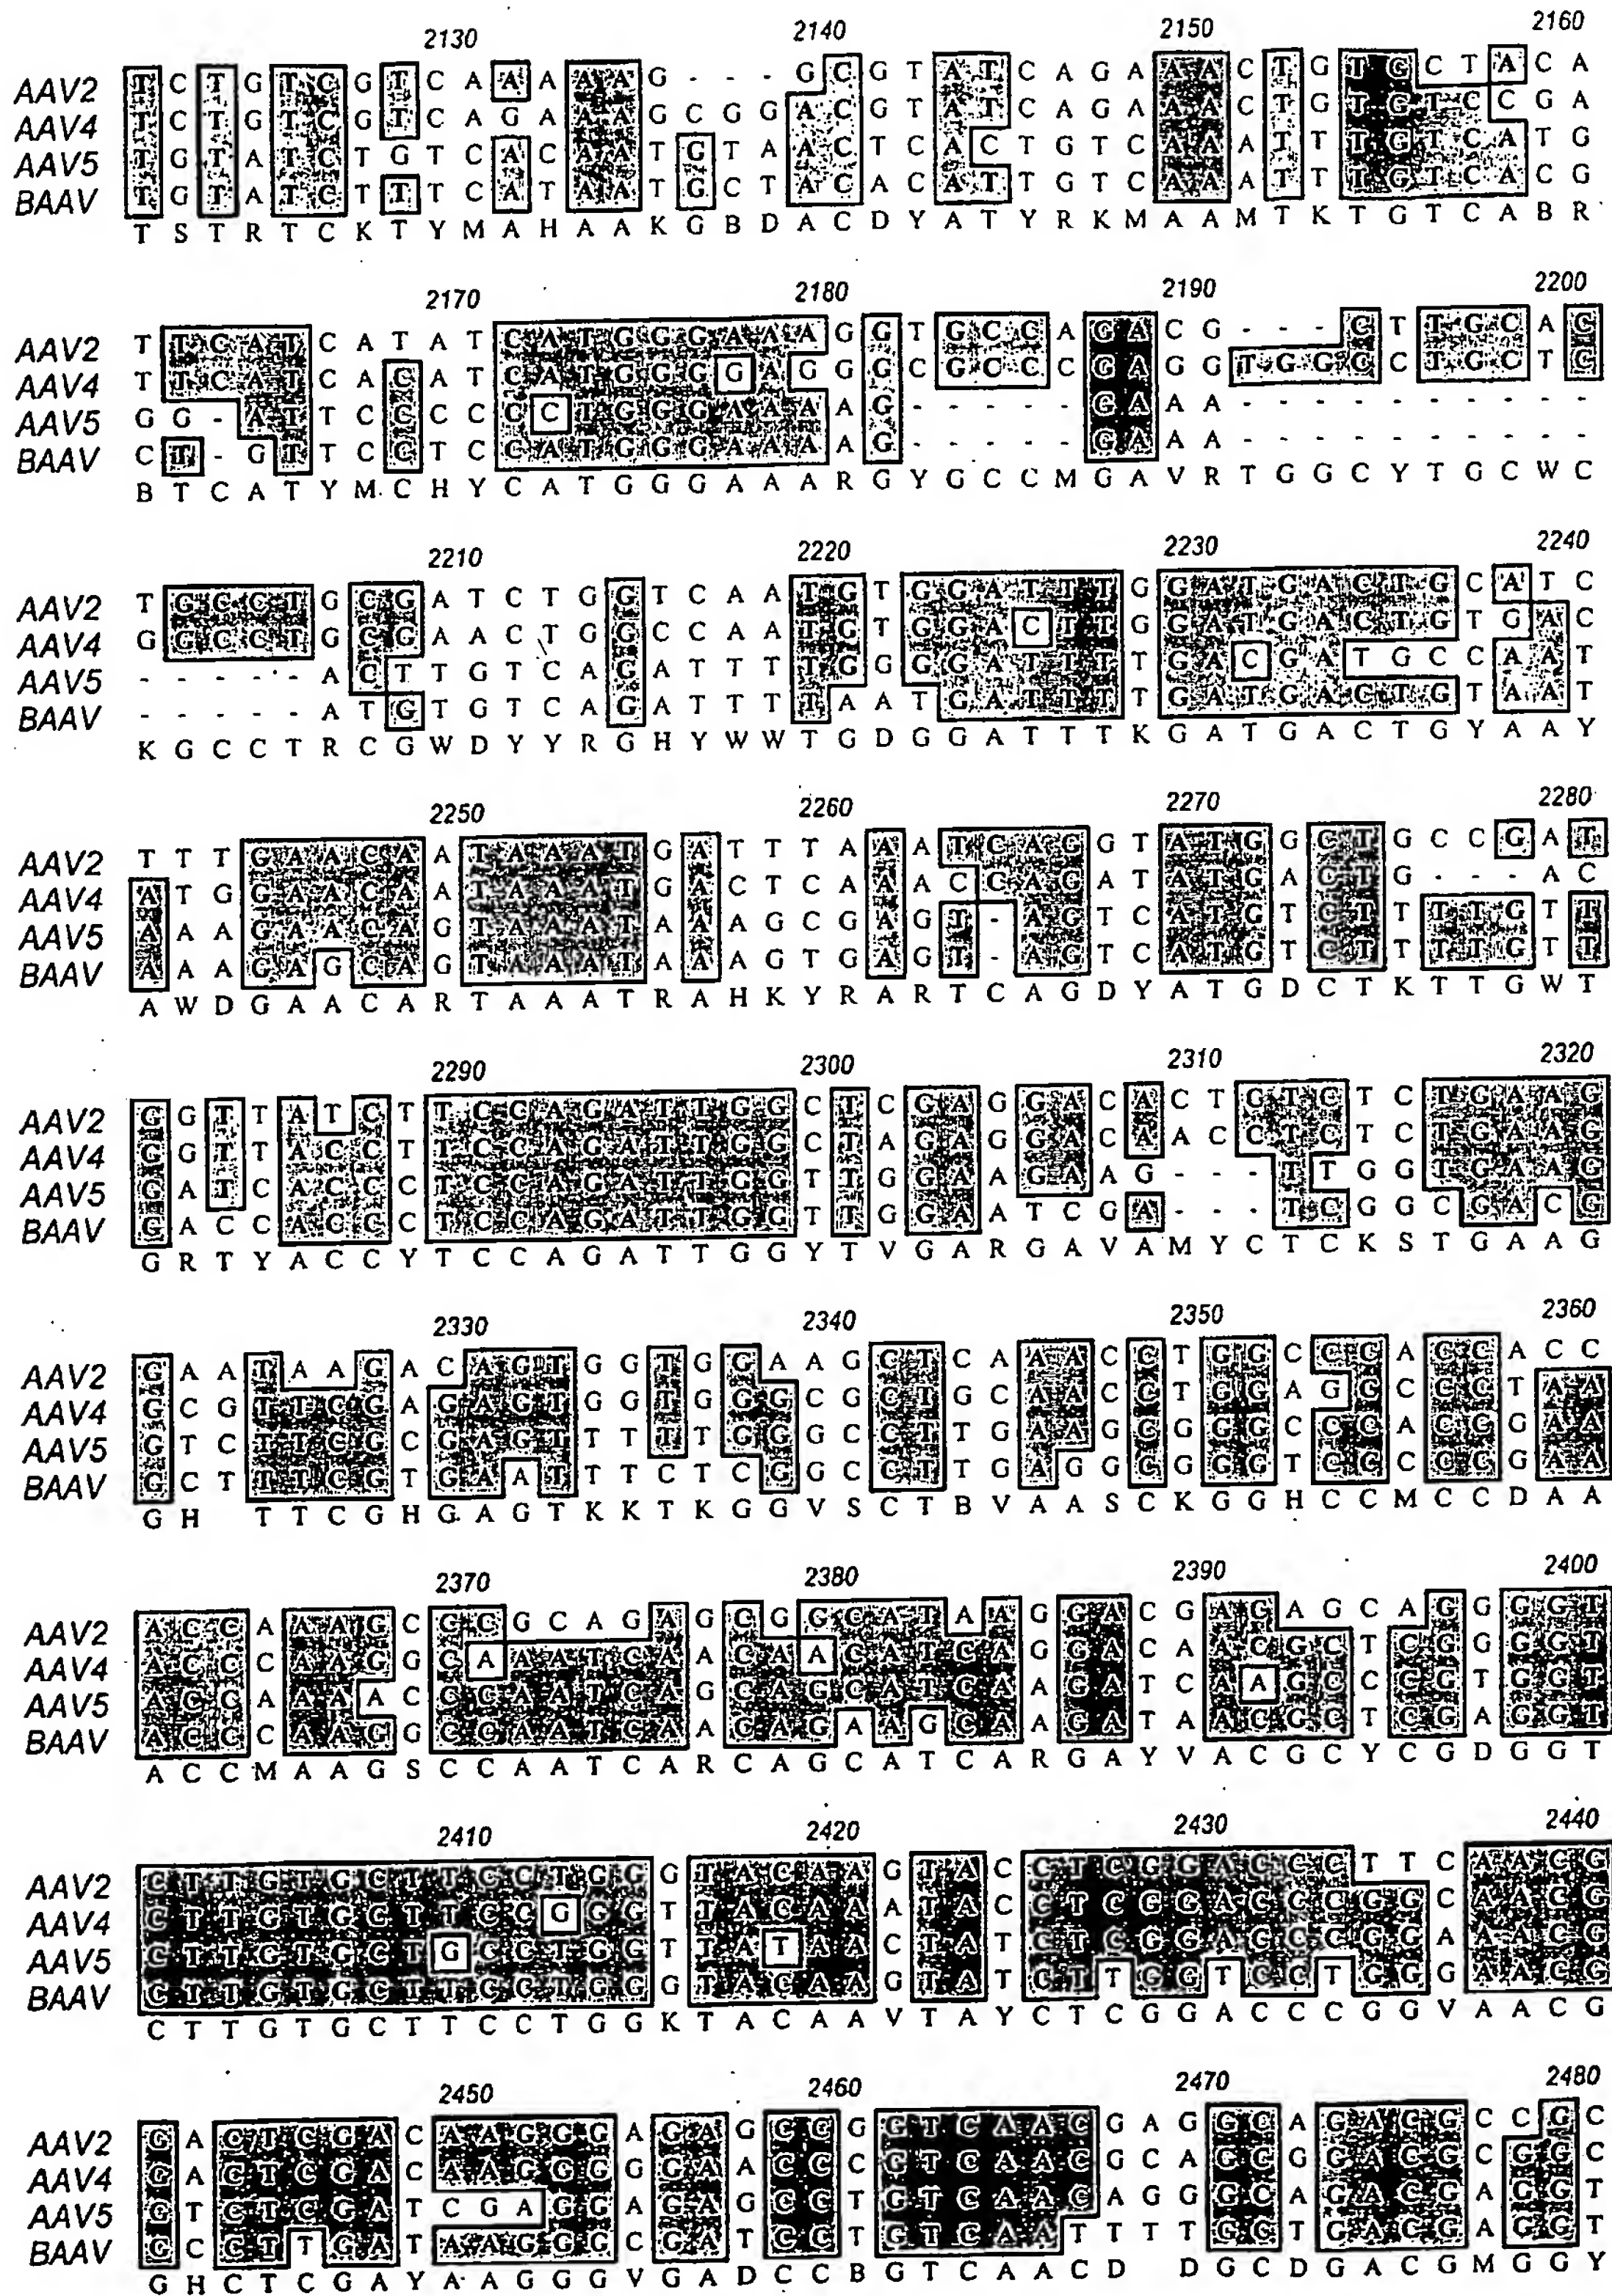 2130 2140 2150 2160
AAV2 T C T G T C G T C A A A A A G - - - G C G T A T C A G A A A C T G T G C T A C A
AAV4 T C T G T C G T C A G A A A G C G G A C G T A T C A G A A A C T G T G T C C G A
AAV5 T G T A T C T G T C A C A A T G T A A C T C A C T G T C A A A T T T G T C A T G
BAAV T G T A T C T T T C A T A A T G C T A C A C A T T G T C A A A T T T G T C A C G
T S T R T C K T Y M A H A A K G B D A C D Y A T Y R K M A A M T K T G T C A B R
2170 2180 2190 2200
AAV2 T T C A T C A T A T C A T G G G A A A G G T G C C A G A C G - - - C T T G C A C
AAV4 T T C A T C A C A T C A T G G G G A G G G C G C C C G A G G T G G C C T G C T G
AAV5 G G - A T T C C C C C C T G G G A A A A G - - - - - G A A A - - - - - - - - - -
BAAV C T - G T T C C T C C A T G G G A A A A G - - - - - G A A A - - - - - - - - - -
B T C A T Y M C H Y C A T G G G A A A R G Y G C C M G A V R T G G C Y T G C W C
2210 2220 2230 2240
AAV2 T G C C T G C G A T C T G G T C A A T G T G G A T T T G G A T G A C T G C A T C
AAV4 G G C C T G C G A A C T G G C C A A T G T G G A C T T G G A T G A C T G T G A C
AAV5 - - - - - A C T T G T C A G A T T T T G G G G A T T T T G A C G A T G C C A A T
BAAV - - - - - A T G T G T C A G A T T T T A A T G A T T T T G A T G A C T G T A A T
K G C C T R C G W D Y Y R G H Y W W T G D G G A T T T K G A T G A C T G Y A A Y
2250 2260 2270 2280
AAV2 T T T G A A C A A T A A A T G A T T T A A A T C A G G T A T G G C T G C C G A T
AAV4 A T G G A A C A A T A A A T G A C T C A A A C C A G A T A T G A C T G - - - A C
AAV5 A A A G A A C A G T A A A T A A A G C G A G T - A G T C A T G T C T T T T G T T
BAAV A A A G A G C A G T A A A T A A A G T G A G T - A G T C A T G T C T T T T G T T
A W D G A A C A R T A A A T R A H K Y R A R T C A G D Y A T G D C T K T T G W T
2290 2300 2310 2320
AAV2 G G T T A T C T T C C A G A T T G G C T C G A G G A C A C T C T C T C T G A A G
AAV4 G G T T A C C T T C C A G A T T G G C T A G A G G A C A A C C T C T C T G A A G
AAV5 G A T C A C C C T C C A G A T T G G T T G G A A G A A G - - - T T G G T G A A G
BAAV G A C C A C C C T C C A G A T T G G T T G G A A T C G A - - - T C G G C G A C G
G R T Y A C C Y T C C A G A T T G G Y T V G A R G A V A M Y C T C K S T G A A G
2330 2340 2350 2360
AAV2 G A A T A A G A C A G T G G T G G A A G C T C A A A C C T G G C C C A C C A C C
AAV4 G C G T T C G A G A G T G G T G G G C G C T G C A A C C T G G A G C C C C T A A
AAV5 G T C T T C G C G A G T T T T T G G G C C T T G A A G C G G G C C C A C C G A A
BAAV G C T T T C G T G A A T T T C T C G G C C T T G A G G C G G G T C C C C C G A A
G H T T C G H G A G T K K T K G G V S C T B V A A S C K G G H C C M C C D A A
2370 2380 2390 2400
AAV2 A C C A A A G C C C G C A G A G C G G C A T A A G G A C G A C A G C A G G G G T
AAV4 A C C C A A G G C A A A T C A A C A A C A T C A G G A C A A C G C T C G G G G T
AAV5 A C C A A A A C C C A A T C A G C A G C A T C A A G A T C A A G C C C G T G G T
BAAV A C C C A A G G C C A A T C A A C A G A A G C A A G A T A A C G C T C G A G G T
A C C M A A G S C C A A T C A R C A G C A T C A R G A Y V A C G C Y C G D G G T
2410 2420 2430 2440
AAV2 C T T G T G C T T C C T G G G T A C A A G T A C C T C G G A C C C T T C A A C G
AAV4 C T T G T G C T T C C G G G T T A C A A A T A C C T C G G A C C C G G C A A C G
AAV5 C T T G T G C T G C C T G G T T A T A A C T A T C T C G G A C C C G G A A A C G
BAAV C T T G T G C T T C C T G G G T A C A A G T A T C T T G G T C C T G G G A A C G
C T T G T G C T T C C T G G K T A C A A V T A Y C T C G G A C C C G G V A A C G
2450 2460 2470 2480
AAV2 G A C T C G A C A A G G G A G A G C C G G T C A A C G A G G C A G A C G C C G C
AAV4 G A C T C G A C A A G G G G G A A C C C G T C A A C G C A G C G G A C G C G G C
AAV5 G T C T C G A T C G A G G A G A G C C T G T C A A C A G G G C A G A C G A G G T
BAAV G C C T T G A T A A G G G C G A T C C T G T C A A T T T T G C T G A C G A G G T
G H C T C G A Y A A G G G V G A D C C B G T C A A C D D G C D G A C G M G G Y